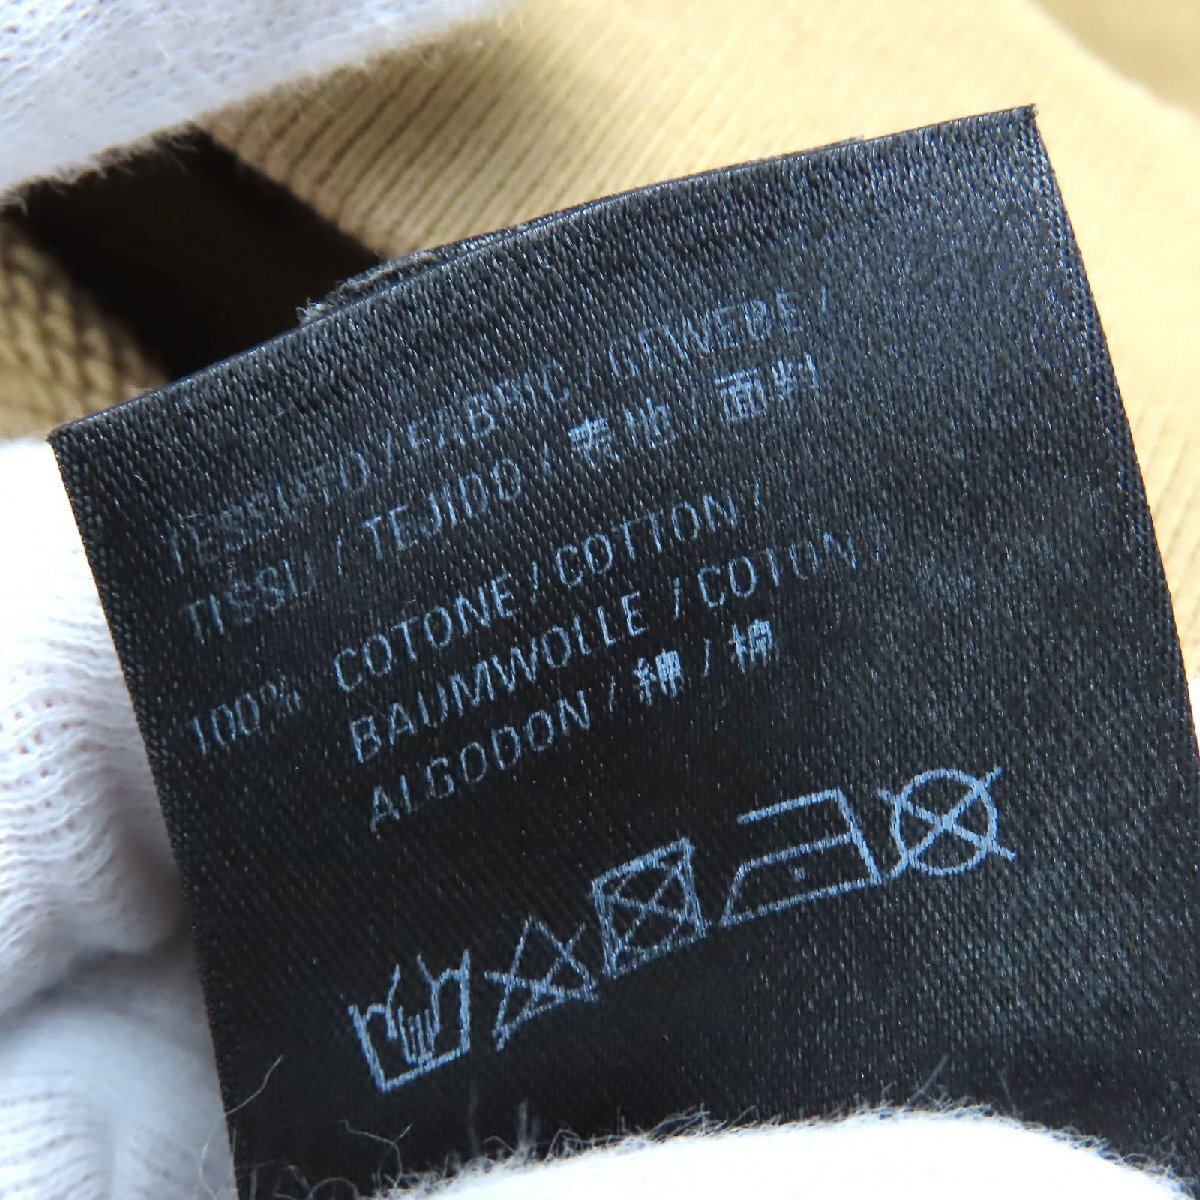 TESSUTO / FABRIC / GEWEBE /
TISSU / TEJIDO / 表地 / 面料
100% COTONE / COTTON /
BAUMWOLLE / COTON
ALGODON / 綿 / 棉